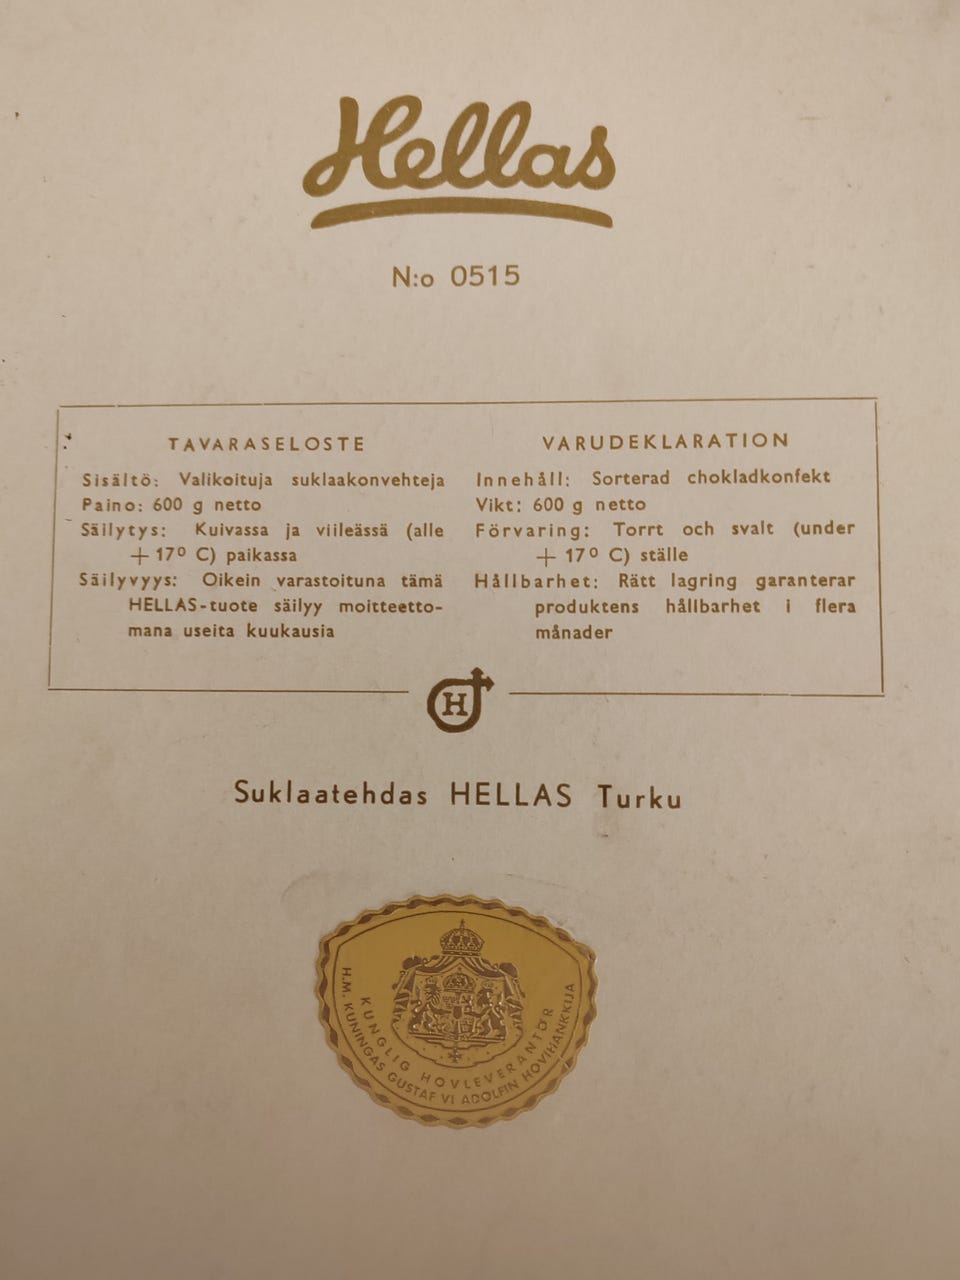 Hellas
N:o 0515
TAVARASELOSTE
Sisältö: Valikoituja suklaakonvehteja
Paino: 600 g netto
Säilytys: Kuivassa ja viileässä (alle
+ 17⁰ C) paikassa
Säilyvyys: Oikein varastoituna tämä
HELLAS-tuote säilyy moitteetto-
mana useita kuukausia
VARUDEKLARATION
Innehåll: Sorterad chokladkonfekt
Vikt: 600 g netto
Förvaring: Torrt och svalt (under
+ 17⁰ C) ställe
Hållbarhet: Rätt lagring garanterar
produktens hållbarhet i flera
månader
H
Suklaatehdas HELLAS Turku
KUNGLIG HOVLEVERANTÖR
H.M. KUNINGAS GUSTAF VI ADOLFIN HOVIHANKKIJA